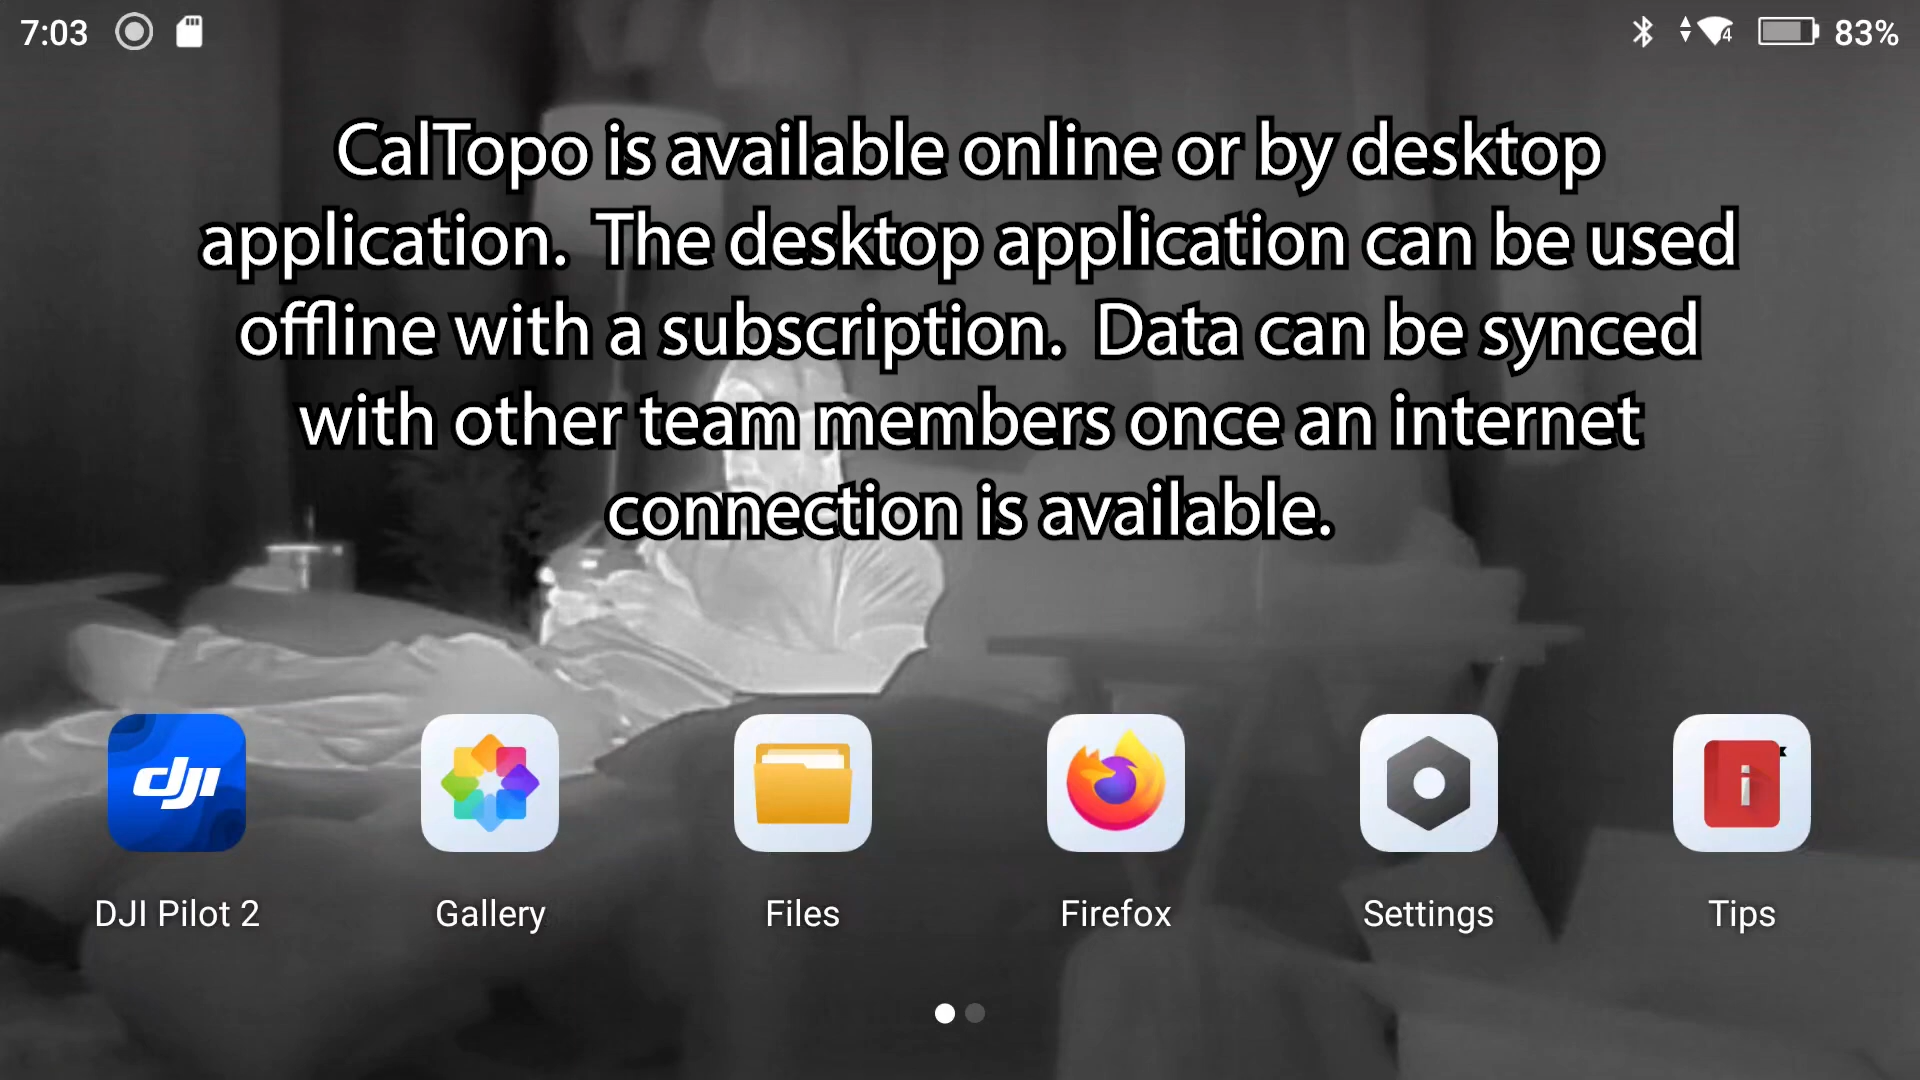 7:03
4
83%
CalTopo is available online or by desktop
application.  The desktop application can be used
offline with a subscription.  Data can be synced
with other team members once an internet
connection is available.
dji
i
DJI Pilot 2
Gallery
Files
Firefox
Settings
Tips